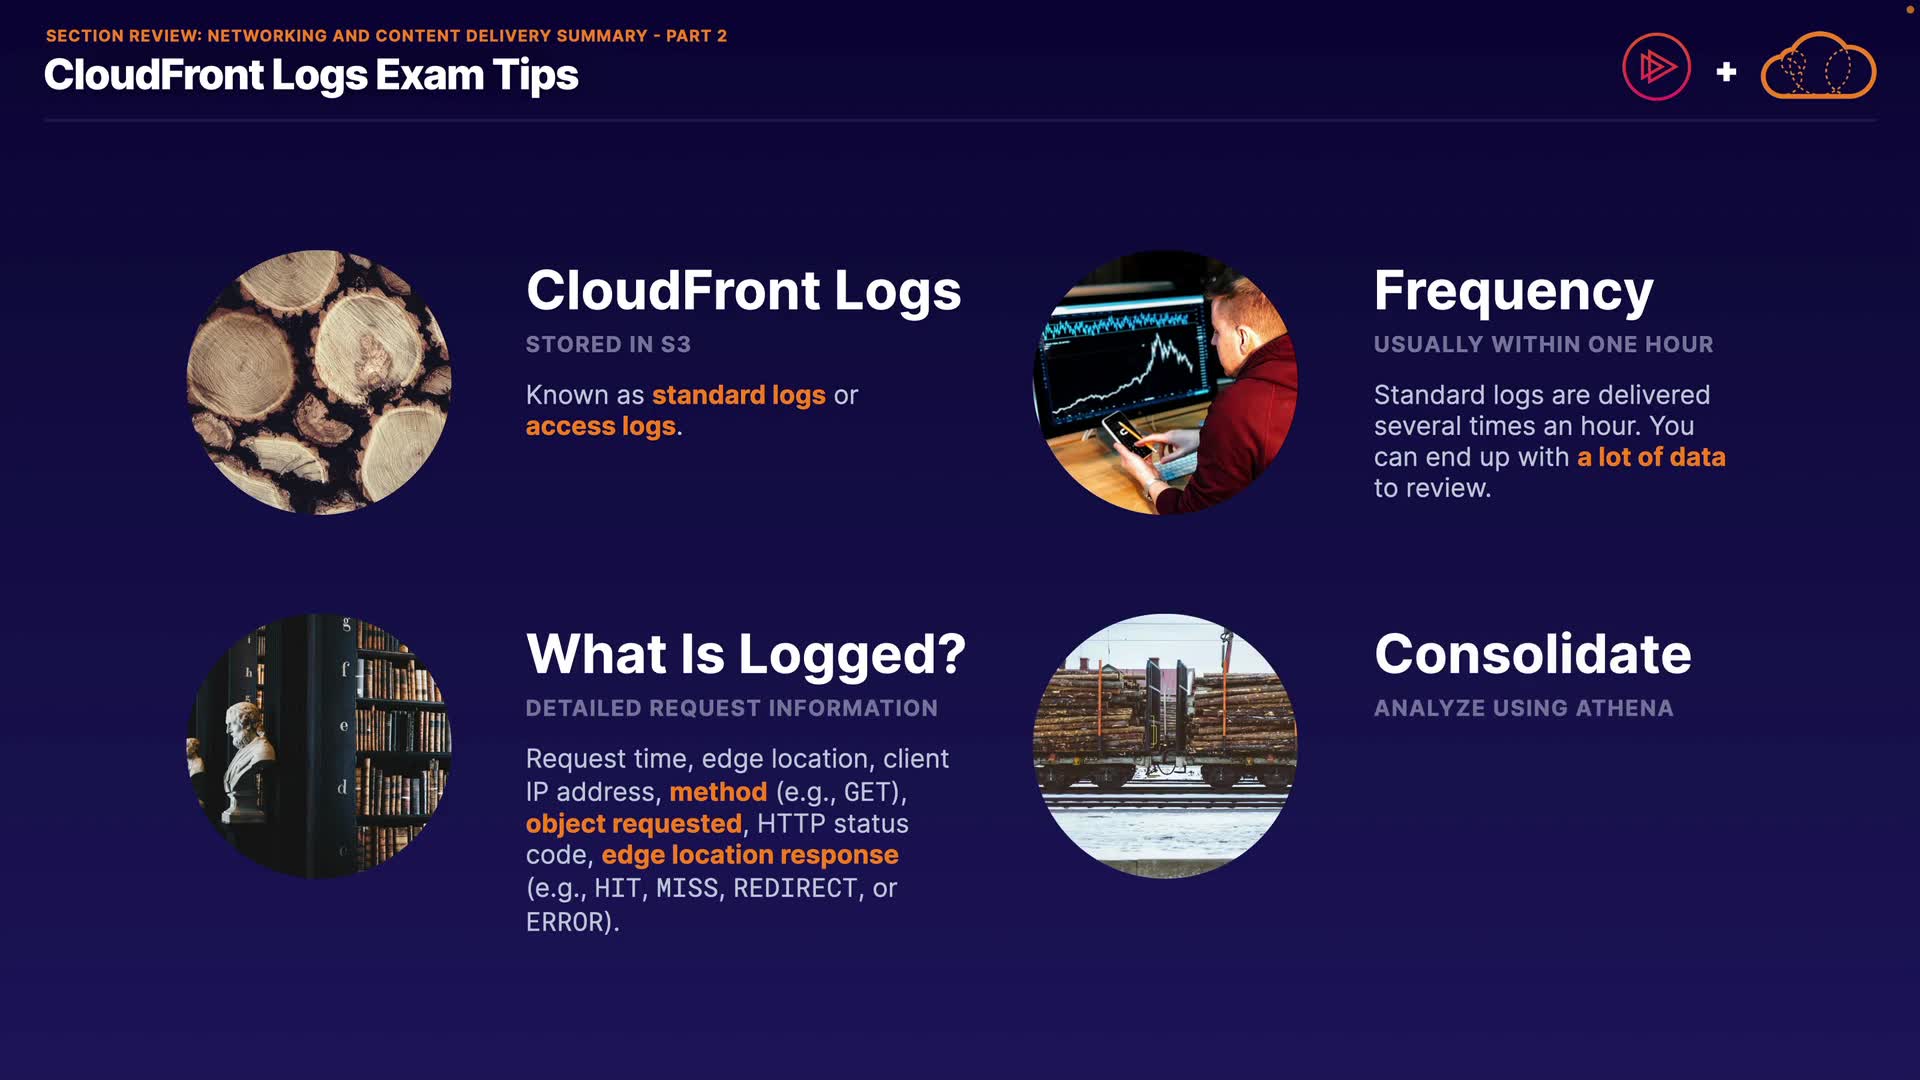 SECTION REVIEW: NETWORKING AND CONTENT DELIVERY SUMMARY - PART 2
CloudFront Logs Exam Tips
+
CloudFront Logs
STORED IN S3
Known as standard logs or
access logs.
Frequency
USUALLY WITHIN ONE HOUR
Standard logs are delivered
several times an hour. You
can end up with a lot of data
to review.
What Is Logged?
DETAILED REQUEST INFORMATION
Request time, edge location, client
IP address, method (e.g., GET),
object requested, HTTP status
code, edge location response
(e.g., HIT, MISS, REDIRECT, or
ERROR).
g
f
e
d
c
h
Consolidate
ANALYZE USING ATHENA